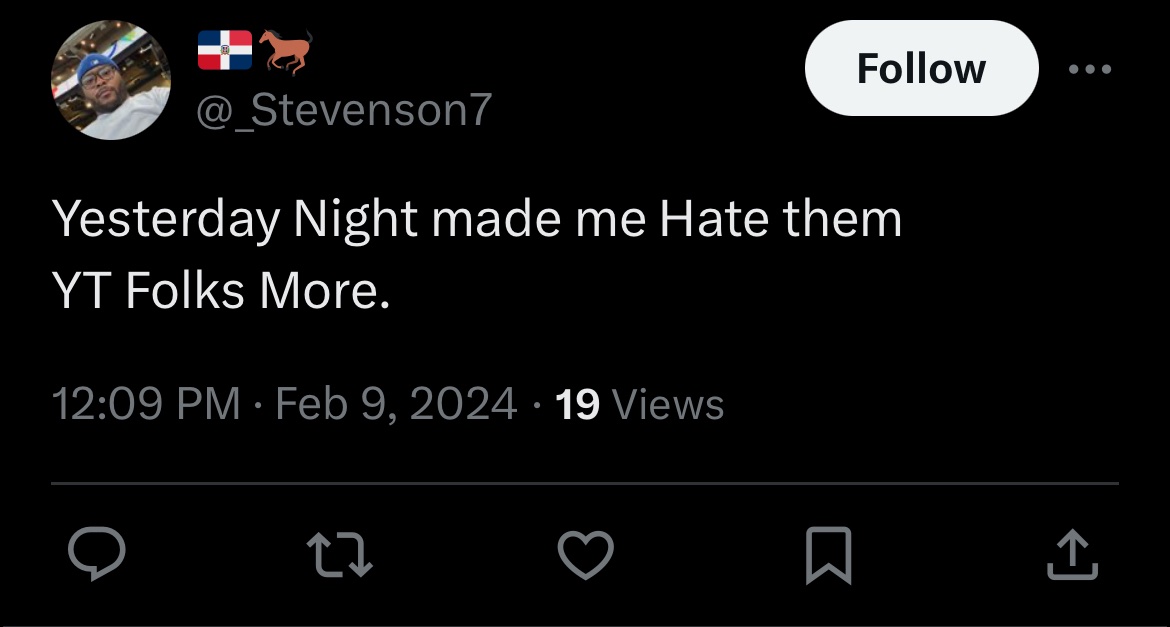 Follow
@_Stevenson7
Yesterday Night made me Hate them
YT Folks More.
12:09 PM · Feb 9, 2024 · 19 Views